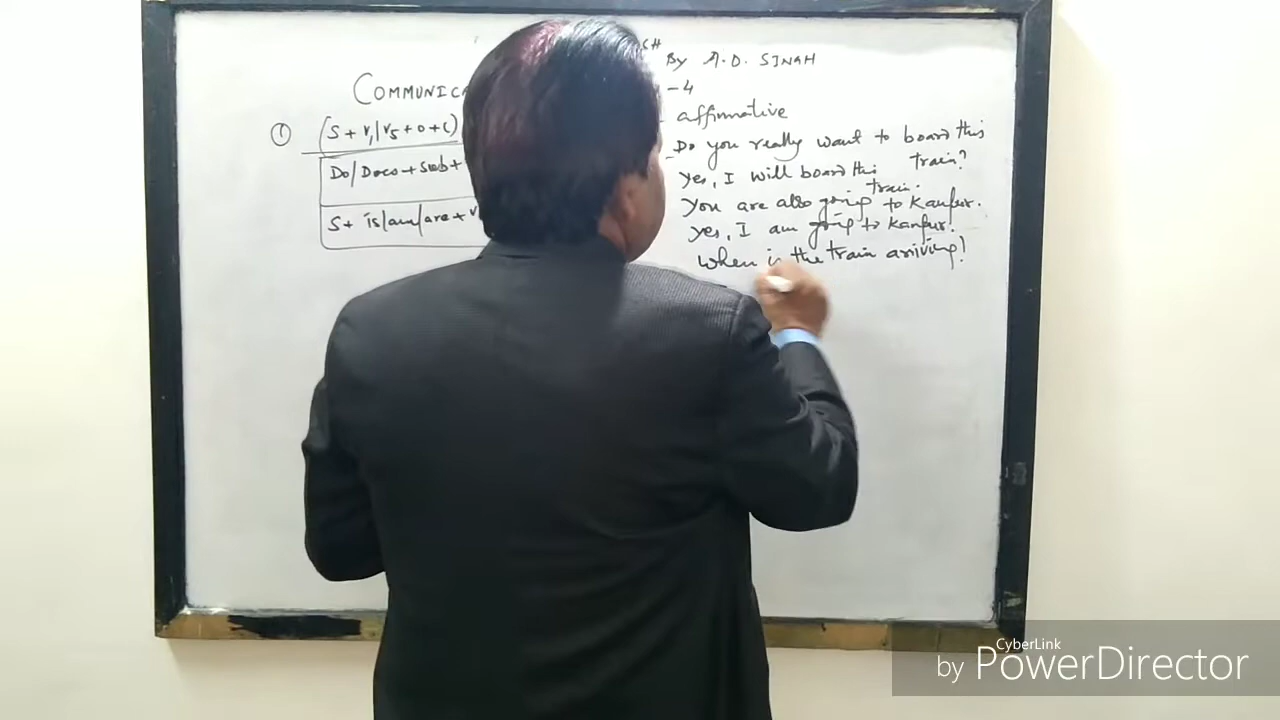 By A.D. SINGH
COMMUNICA
-4
affirmative
① (S + V₁/V₅ + O + C)
Do/Does + Sub +
S + is/am/are + V
Do you really want to board this
train?
Yes, I will board this
train.
You are also going to Kanpur.
Yes, I am going to Kanpur.
When is the train arriving?
CyberLink
by PowerDirector